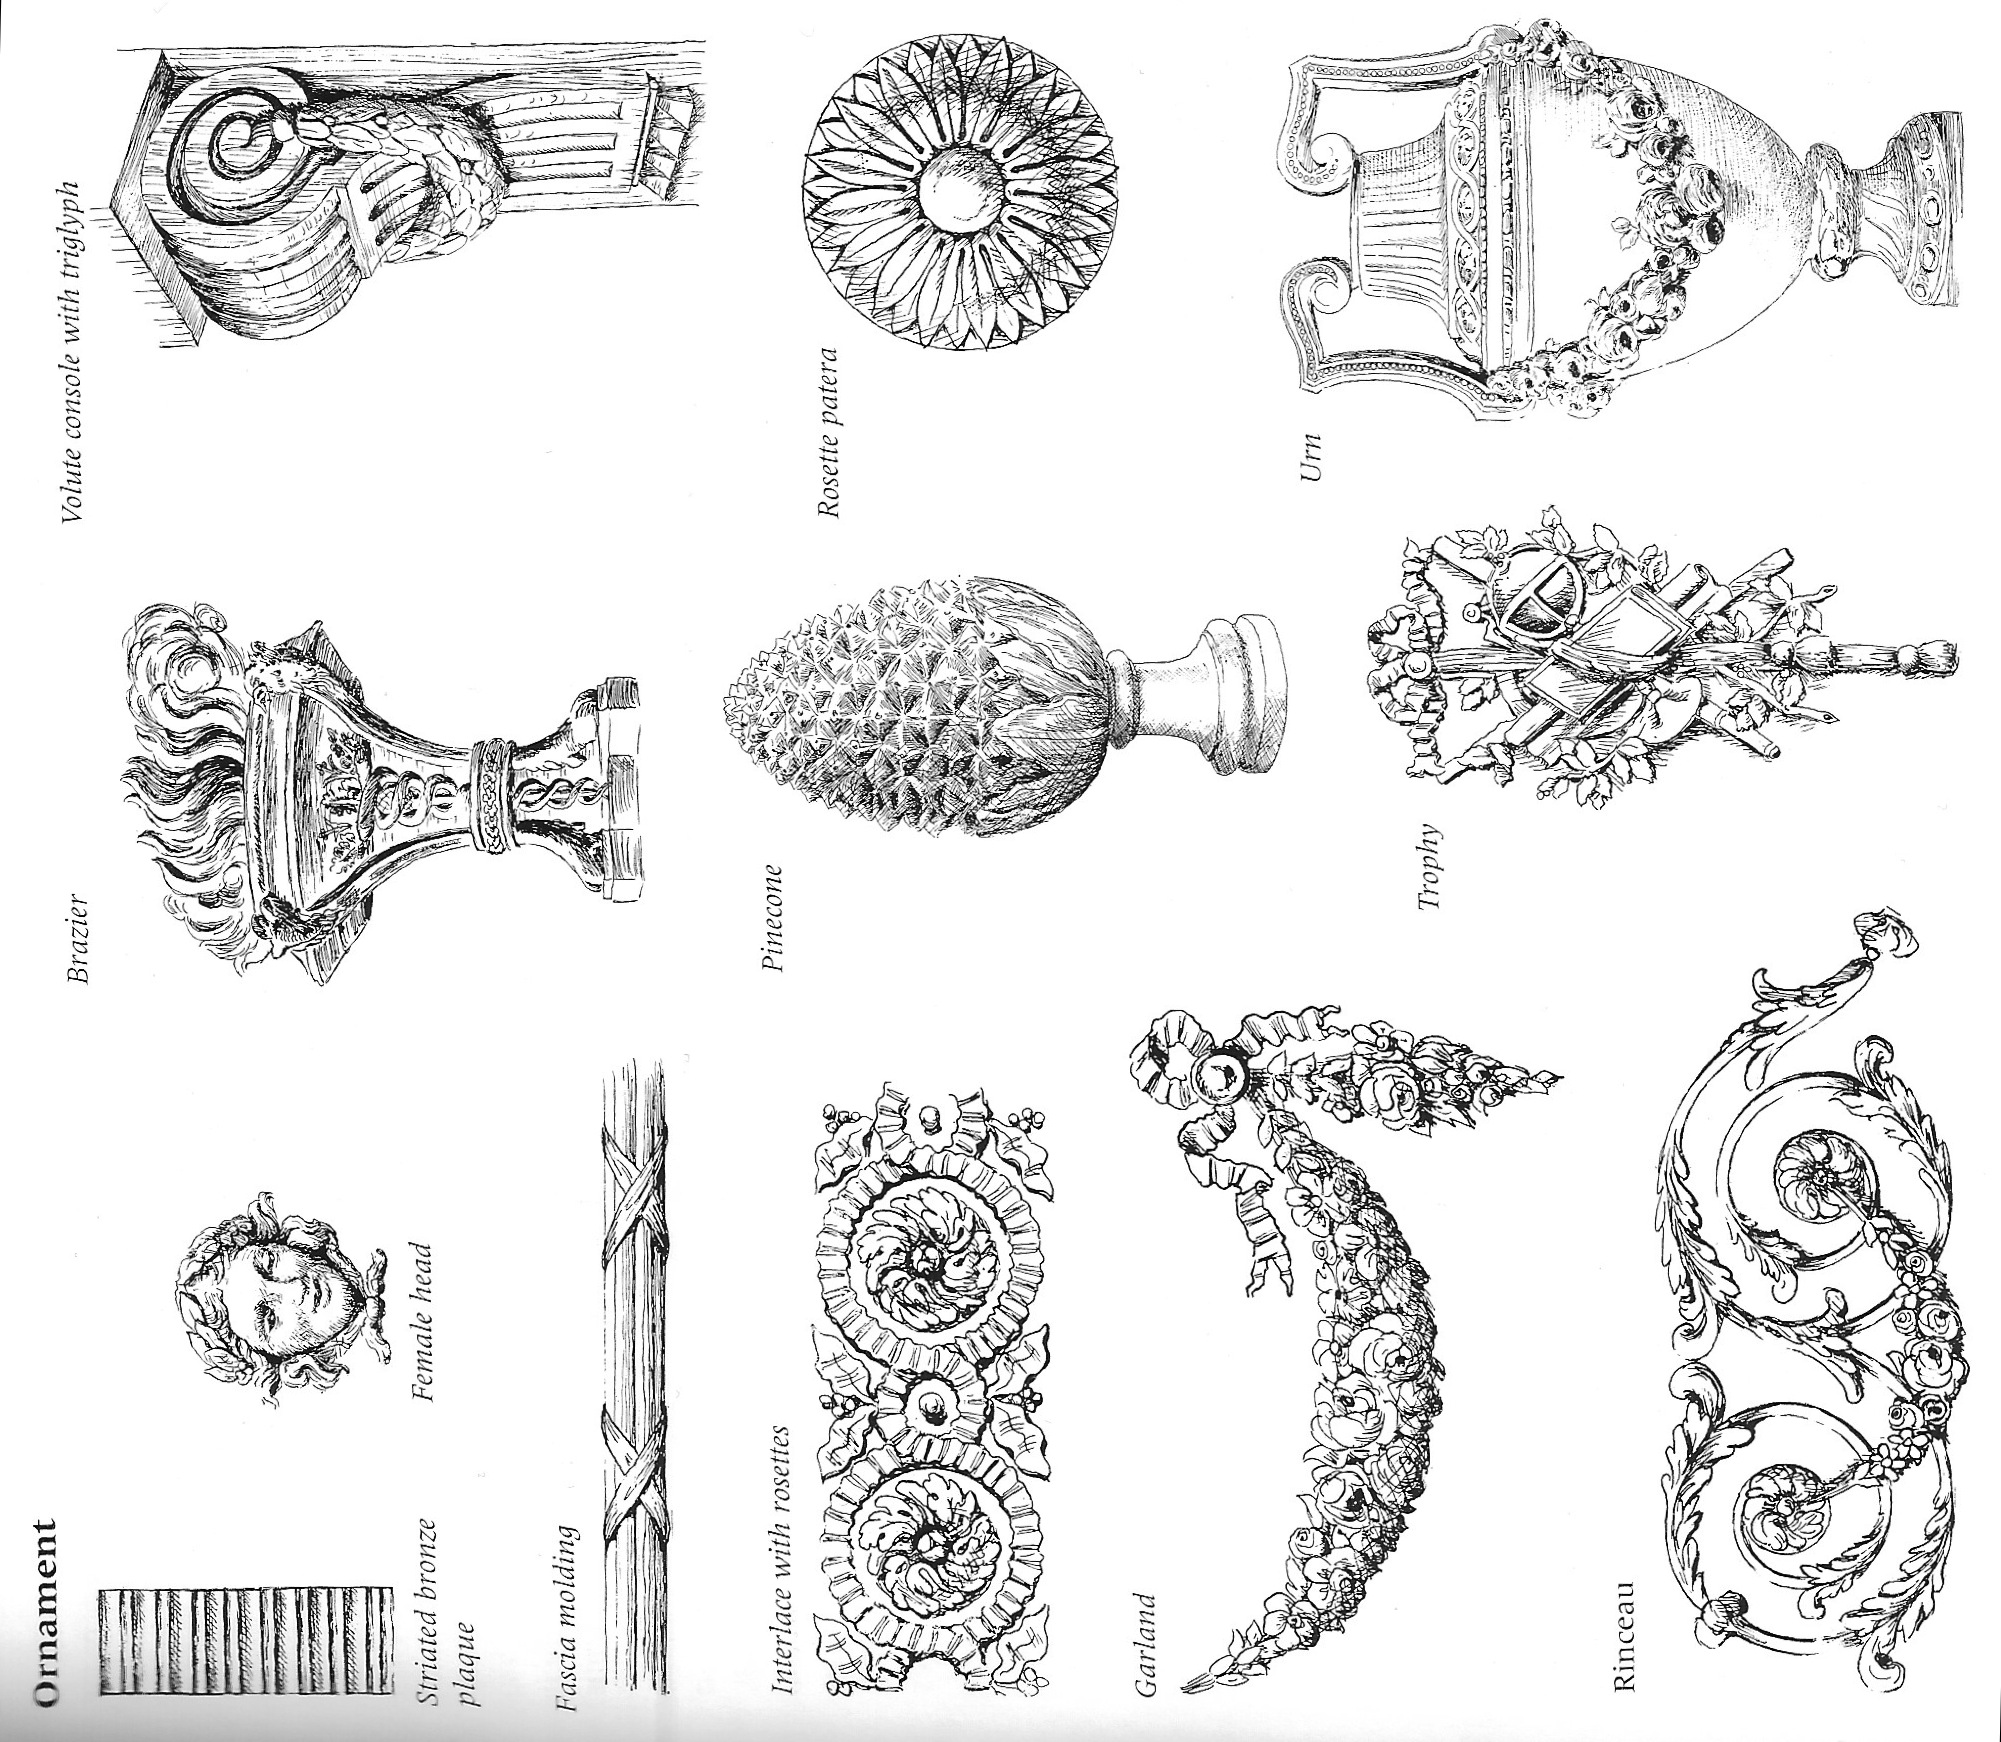 Ornament
Striated bronze
plaque
Female head
Brazier
Volute console with triglyph
Fascia molding
Interlace with rosettes
Pinecone
Rosette patera
Garland
Trophy
Urn
Rinceau